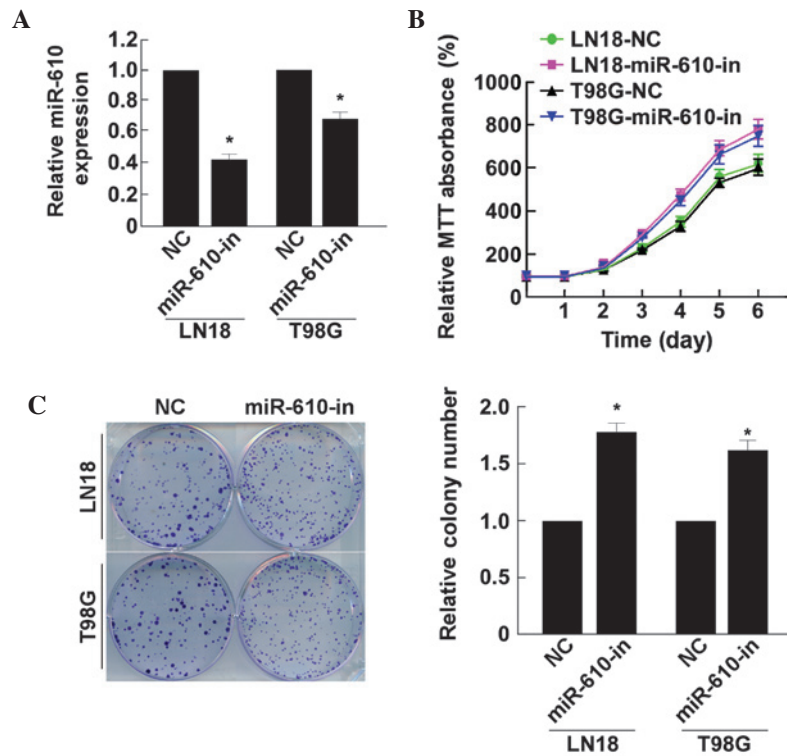 A
Relative miR-610
expression
1.2
1.0
0.8
0.6
0.4
0.2
0
*
*
NC
miR-610-in
NC
miR-610-in
LN18
T98G
B
LN18-NC
LN18-miR-610-in
T98G-NC
T98G-miR-610-in
Relative MTT absorbance (%)
1000
800
600
400
200
0
1 2 3 4 5 6
Time (day)
C
NC miR-610-in
LN18
T98G
Relative colony number
2.0
1.5
1.0
0.5
0
*
*
NC
miR-610-in
NC
miR-610-in
LN18
T98G